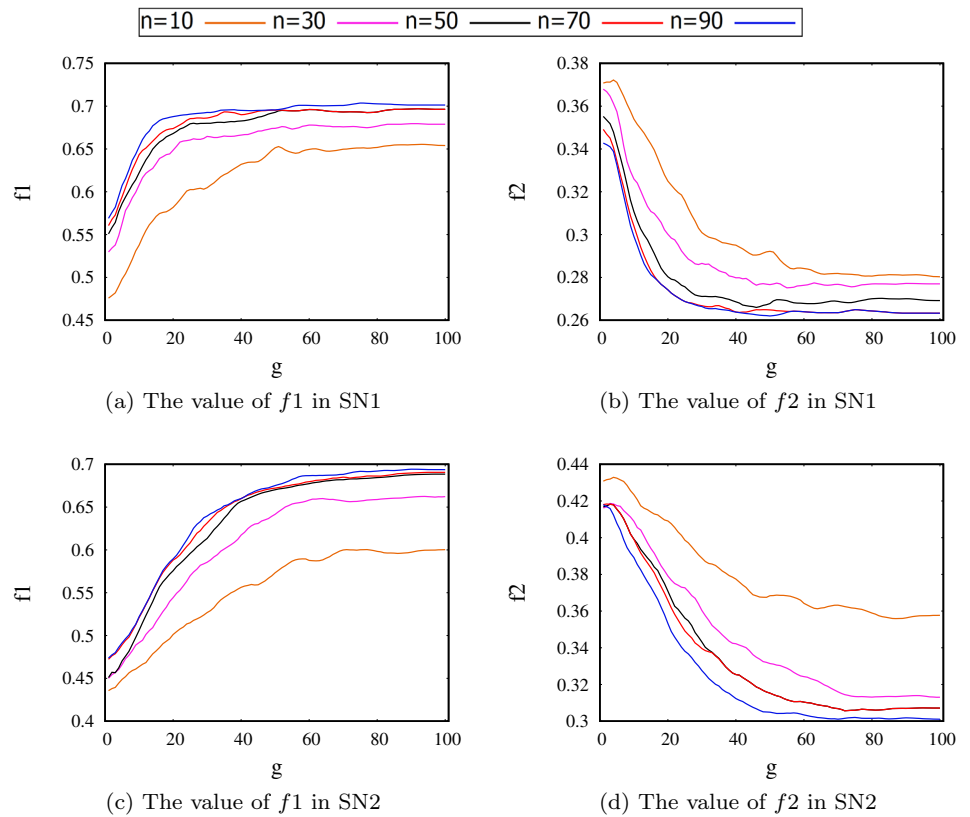 n=10 n=30 n=50 n=70 n=90
0.75
0.7
0.65
0.6
0.55
0.5
0.45
f1
0 20 40 60 80 100
g
(a) The value of f1 in SN1
0.38
0.36
0.34
0.32
0.3
0.28
0.26
f2
0 20 40 60 80 100
g
(b) The value of f2 in SN1
0.7
0.65
0.6
0.55
0.5
0.45
0.4
f1
0 20 40 60 80 100
g
(c) The value of f1 in SN2
0.44
0.42
0.4
0.38
0.36
0.34
0.32
0.3
f2
0 20 40 60 80 100
g
(d) The value of f2 in SN2